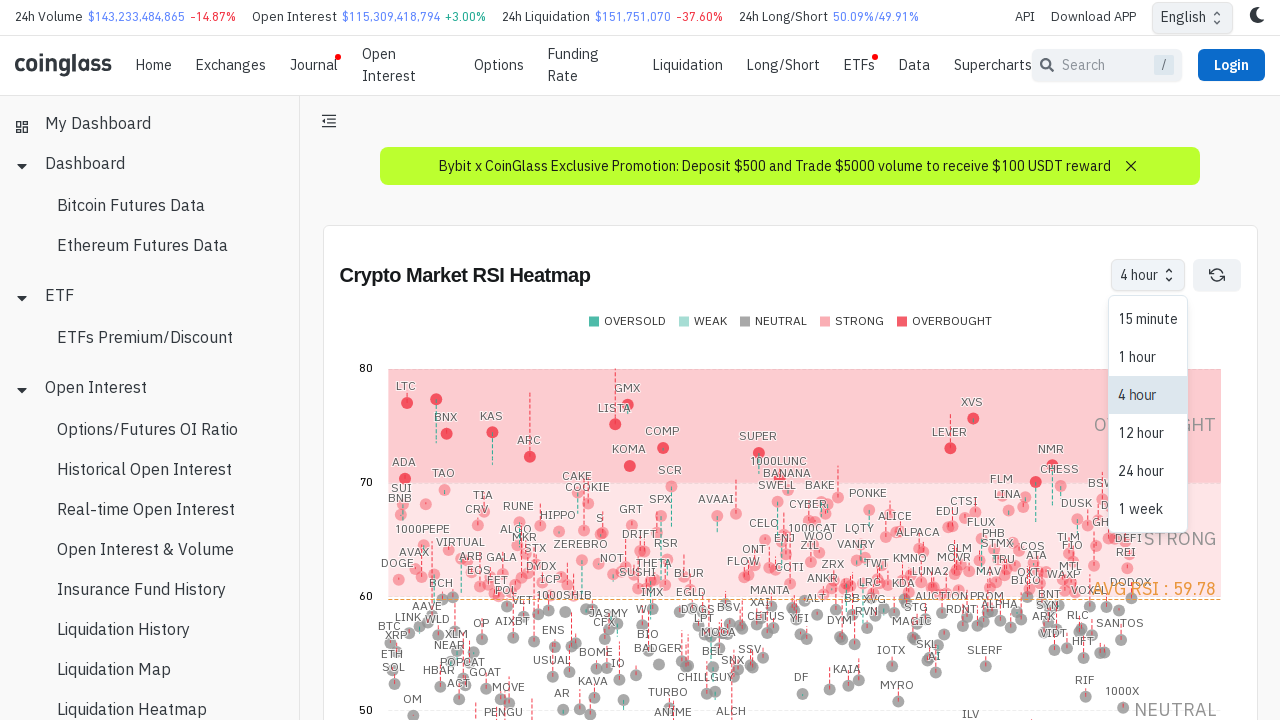 24h Volume $143,233,484,865 -14.87% Open Interest $115,309,418,794 +3.00% 24h Liquidation $151,751,070 -37.60% 24h Long/Short 50.09%/49.91% API Download APP English
coinglass Home Exchanges Journal Open Interest Options Funding Rate Liquidation Long/Short ETFs Data Supercharts Search / Login
My Dashboard
Dashboard
Bitcoin Futures Data
Ethereum Futures Data
ETF
ETFs Premium/Discount
Open Interest
Options/Futures OI Ratio
Historical Open Interest
Real-time Open Interest
Open Interest & Volume
Insurance Fund History
Liquidation History
Liquidation Map
Liquidation Heatmap
Bybit x CoinGlass Exclusive Promotion: Deposit $500 and Trade $5000 volume to receive $100 USDT reward
Crypto Market RSI Heatmap
4 hour
15 minute
1 hour
4 hour
12 hour
24 hour
1 week
OVERSOLD WEAK NEUTRAL STRONG OVERBOUGHT
80
LTC GMX
LISTA XVS
BNX KAS
COMP LEVER
ARC SUPER
KOMA NMR
ADA 1000LUNC CHESS
TAO SCR BANANA
70
CAKE FLM
SUI COOKIE SWELL BAKE
BNB TIA SPX AVAAI PONKE LINA
CRV RUNE GRT CYBER CTSI DUSK
HIPPO S CELO ALICE EDU
1000PEPE ALGO DRIFT 1000CAT LQTY FLUX
MKR ENJ WOO ALPACA PHB TLM DEFI
VIRTUAL ZEREBRO RSR ZIL VANRY STMX FIO STRONG
AVAX STX ONT GLM COS REI
ARB GALA NOT THETA FLOW KMNO MCVR ATA
DOGE EOS DYDX SUSHI BLUR COTI ZRX TWT LUNA2 MAV TRU MTL
BCH FET ICP ANKR LRC KDA OXT WAXP
POL IMX EGLD MANTA BICO VOXEL DODOX
AVG RSI : 59.78
60
VET 1000SHIB ALT BB XVG AUCTION PROM BNT
AAVE W DOGS BSV XAI STG RDNT ALPHA SYN
LINK WLD OP AIXBT JASMY CFX LPT CETUS YFI DYM RVN MAGIC ARK RLC SANTOS
BTC ENS BIO MOCA VIDT
XRP XLM SKL HFT
NEAR BADGER BEL SSV IOTX SLERF
ETH POPCAT USUAL BOME IO SNX AI
SOL HBAR GOAT CHILLGUY DF KAIA
ACT MOVE KAVA MYRO RIF
OM AR TURBO 1000X
PENGU ANIME ALCH ILV NEUTRAL
50